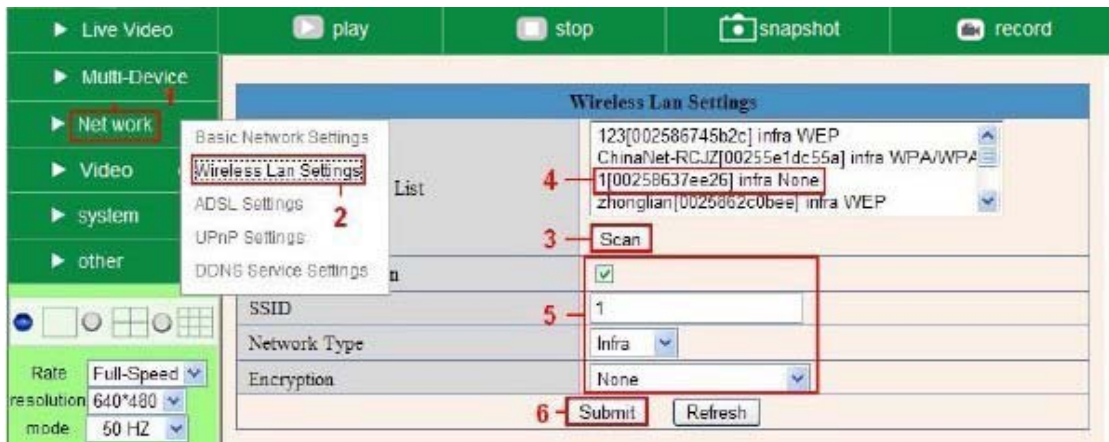 Live Video
play
stop
snapshot
record
Multi-Device
1
Net work
Video
system
other
Basic Network Settings
Wireless Lan Settings
2
ADSL Settings
UPnP Settings
DDNS Service Settings
Wireless Lan Settings
List
123[002586745b2c] infra WEP
ChinaNet-RCJZ[00255e1dc55a] infra WPA/WPA
4
1[00258637ee26] infra None
zhonglian[0025862c0bee] infra WEP
3
Scan
n
5
SSID
1
Network Type
Infra
Encryption
None
6
Submit
Refresh
Rate
Full-Speed
resolution
640*480
mode
50 HZ